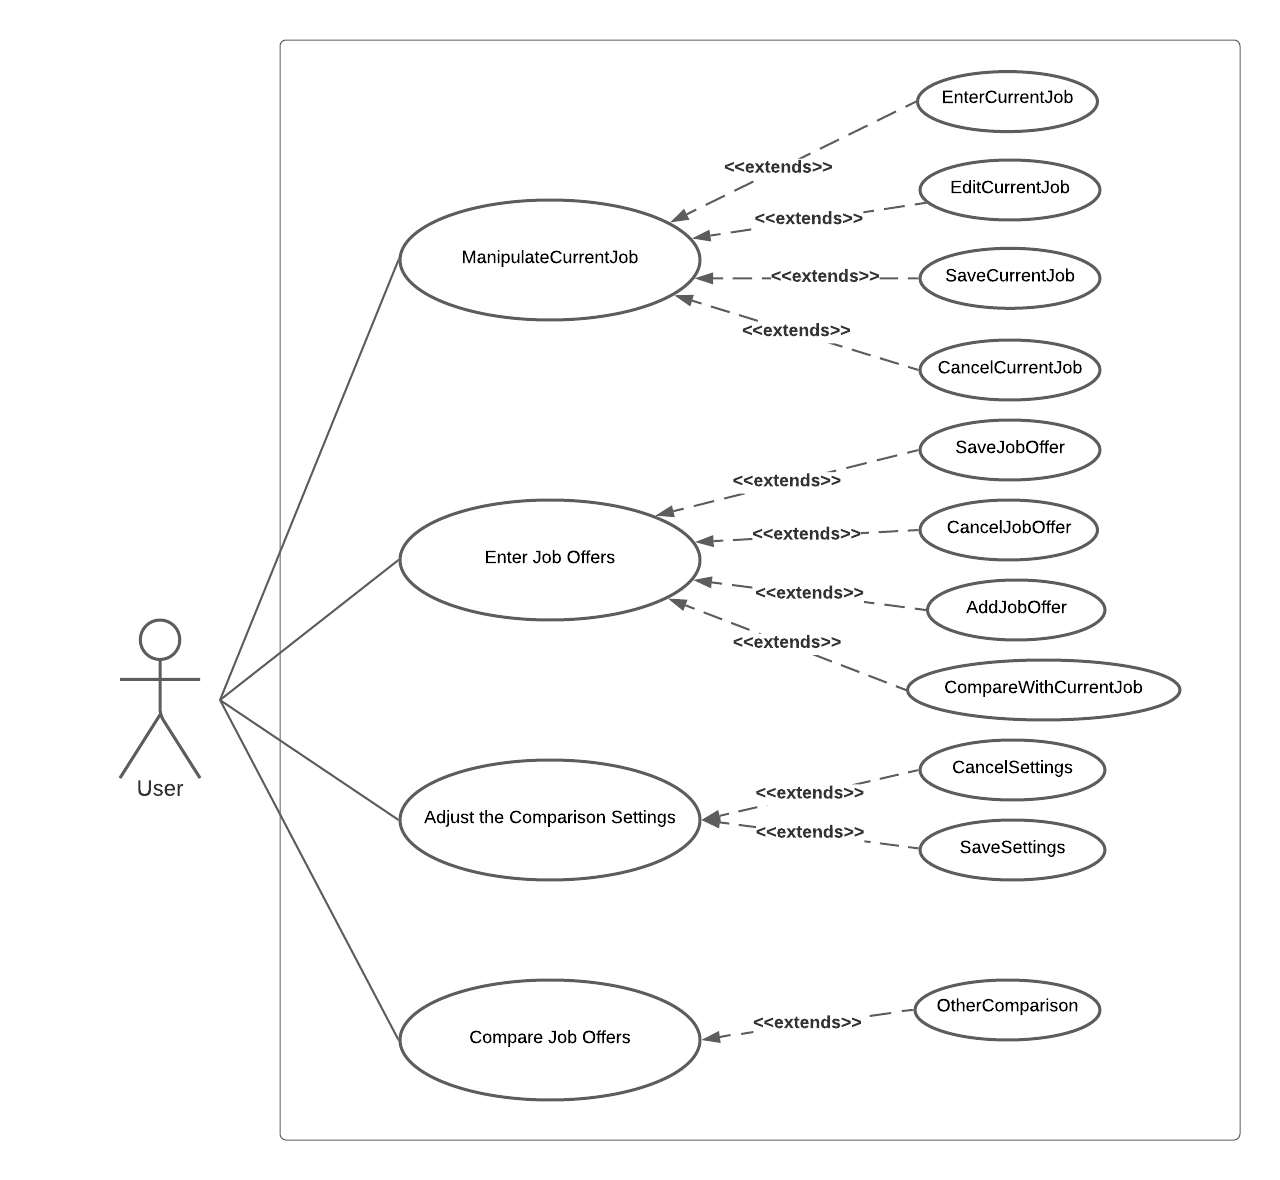 EnterCurrentJob
<<extends>>
EditCurrentJob
<<extends>>
ManipulateCurrentJob
<<extends>>
SaveCurrentJob
<<extends>>
CancelCurrentJob
SaveJobOffer
<<extends>>
CancelJobOffer
<<extends>>
Enter Job Offers
<<extends>>
AddJobOffer
<<extends>>
CompareWithCurrentJob
CancelSettings
<<extends>>
User
Adjust the Comparison Settings
<<extends>>
SaveSettings
OtherComparison
<<extends>>
Compare Job Offers